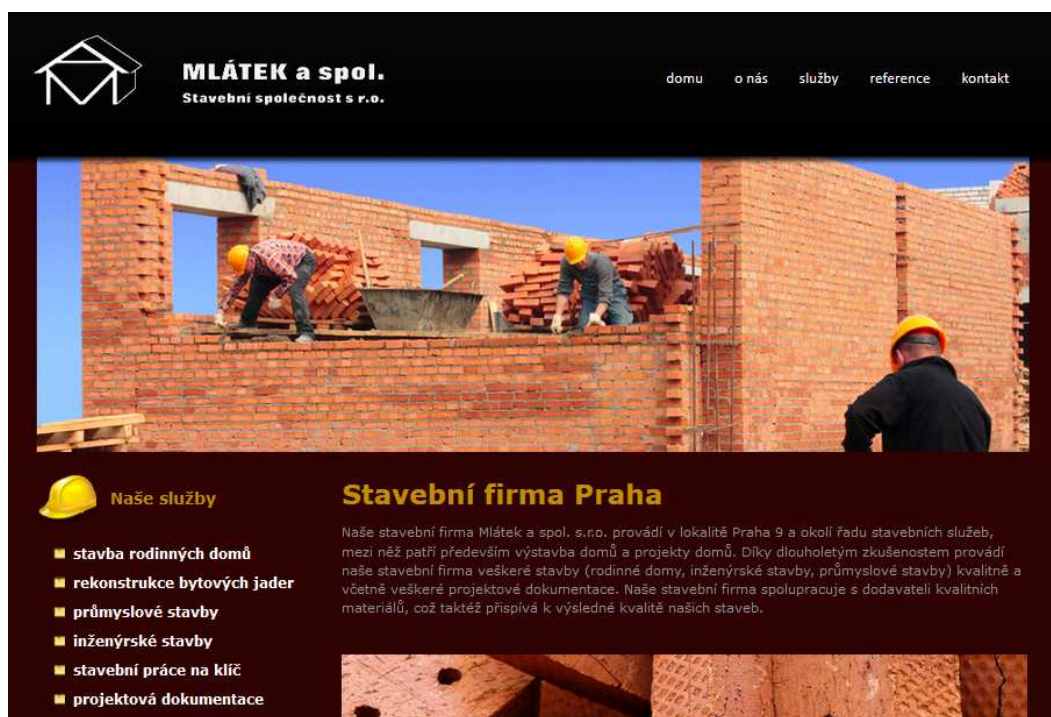 MLÁTEK a spol.
Stavební společnost s r.o.
domu o nás služby reference kontakt
Naše služby
stavba rodinných domů
rekonstrukce bytových jader
průmyslové stavby
inženýrské stavby
stavební práce na klíč
projektová dokumentace
Stavební firma Praha
Naše stavební firma Mlátek a spol. s.r.o. provádí v lokalitě Praha 9 a okolí řadu stavebních služeb,
mezi něž patří především výstavba domů a projekty domů. Díky dlouholetým zkušenostem provádí
naše stavební firma veškeré stavby (rodinné domy, inženýrské stavby, průmyslové stavby) kvalitně a
včetně veškeré projektové dokumentace. Naše stavební firma spolupracuje s dodavateli kvalitních
materiálů, což taktéž přispívá k výsledné kvalitě našich staveb.